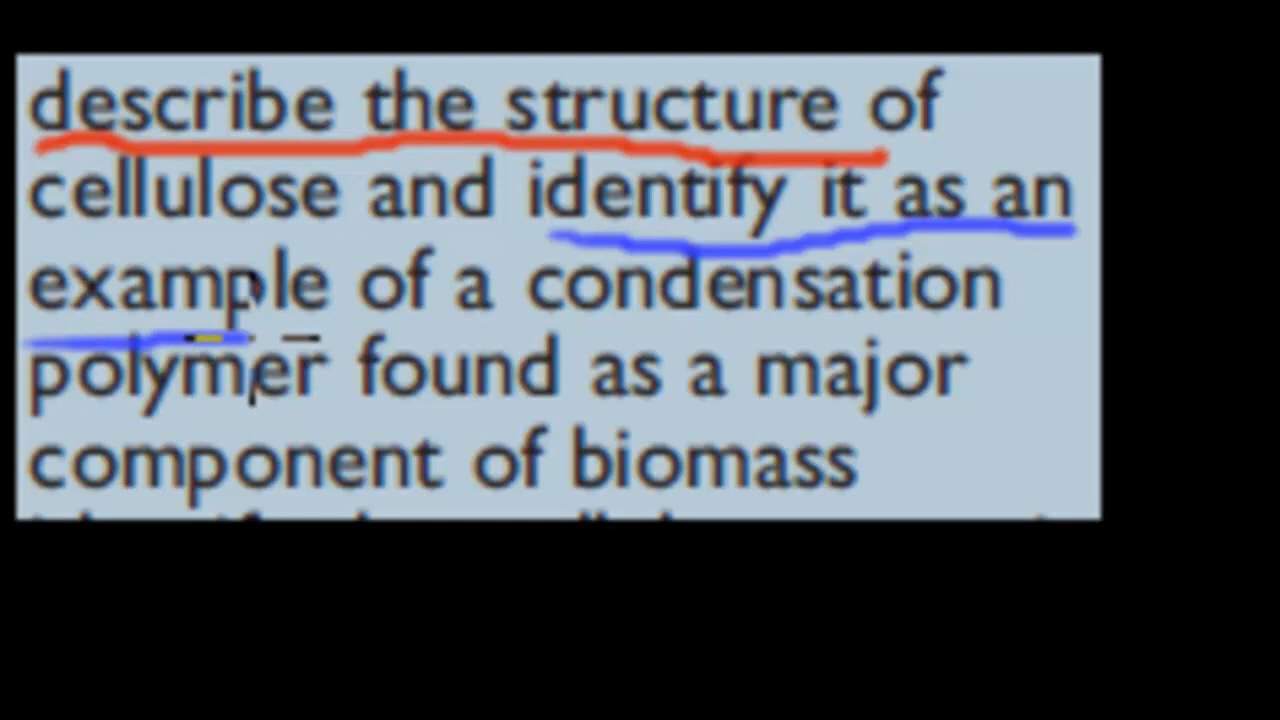 describe the structure of
cellulose and identify it as an
example of a condensation
polymer found as a major
component of biomass